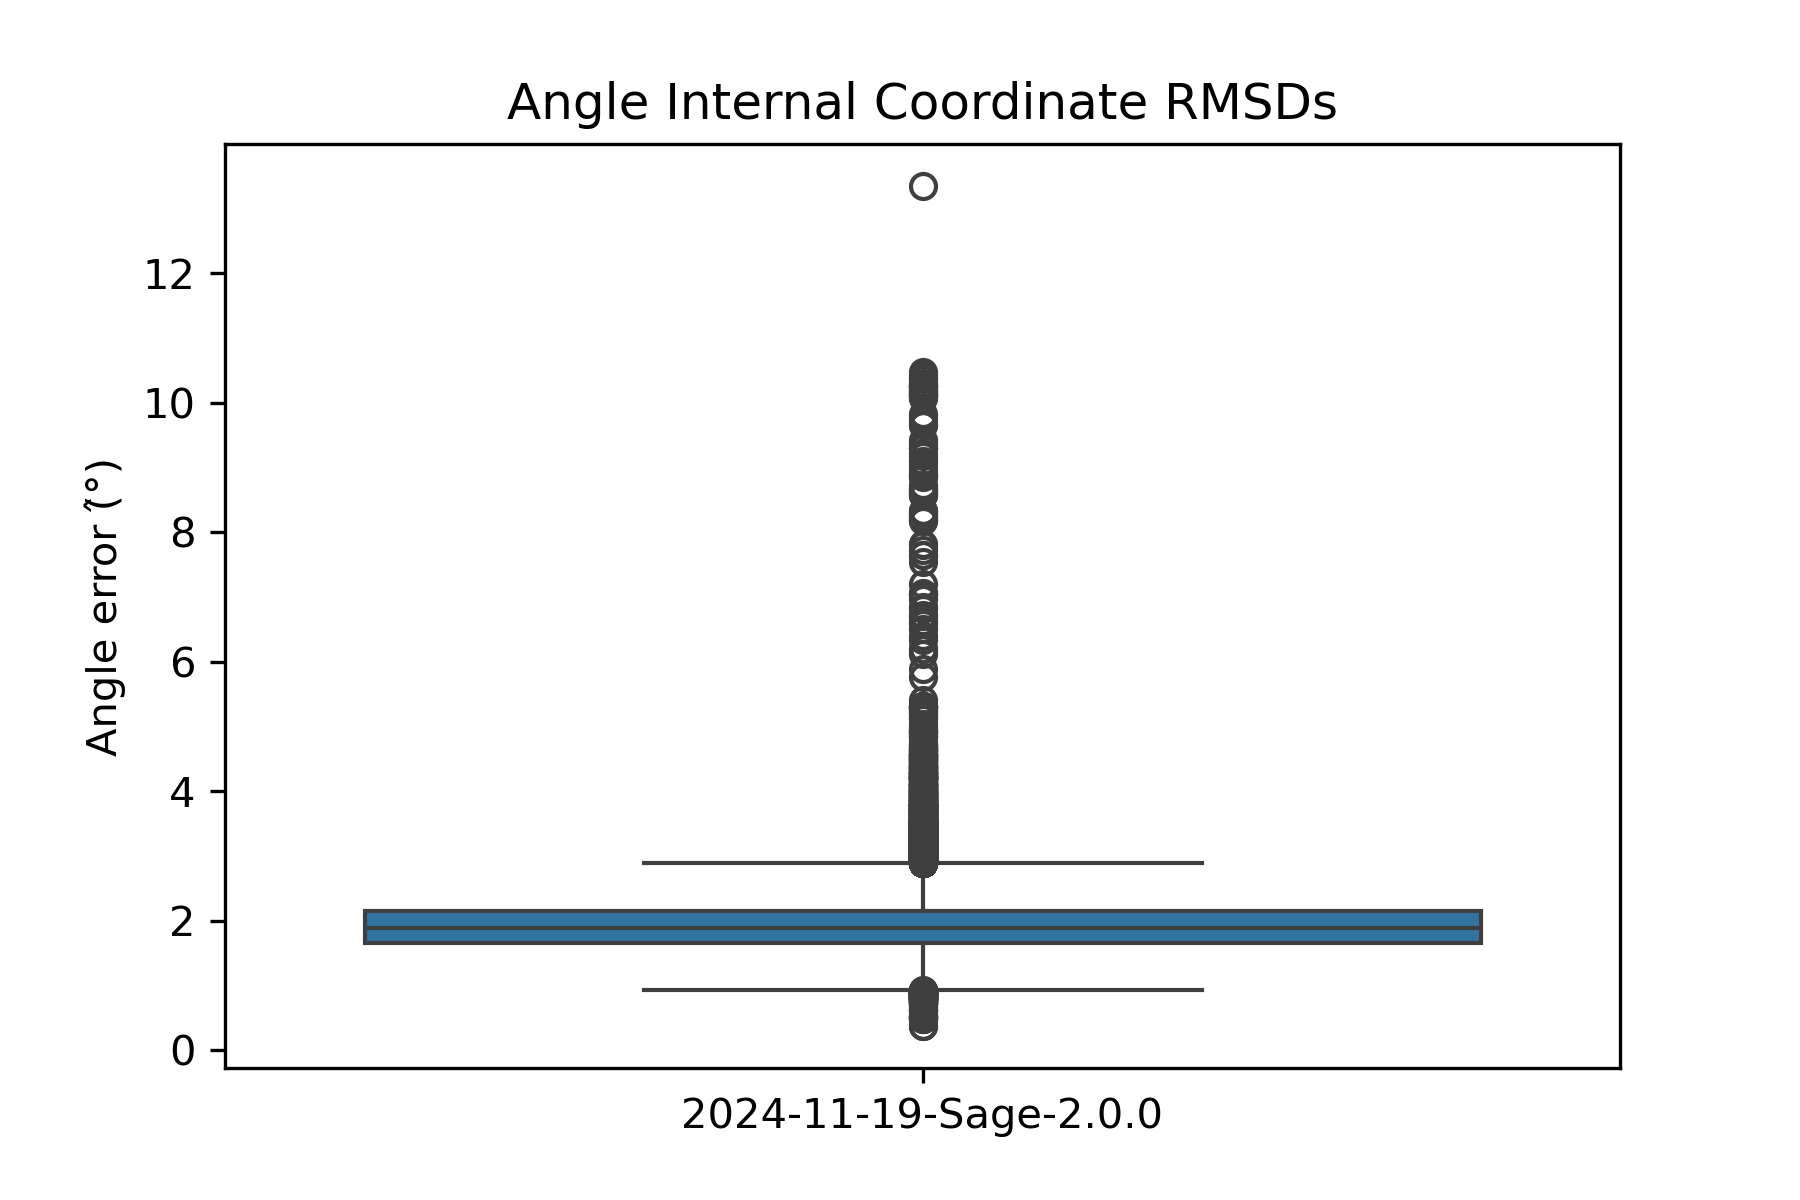 Angle Internal Coordinate RMSDs
12
10
8
6
4
2
0
Angle error (̂°)
2024-11-19-Sage-2.0.0